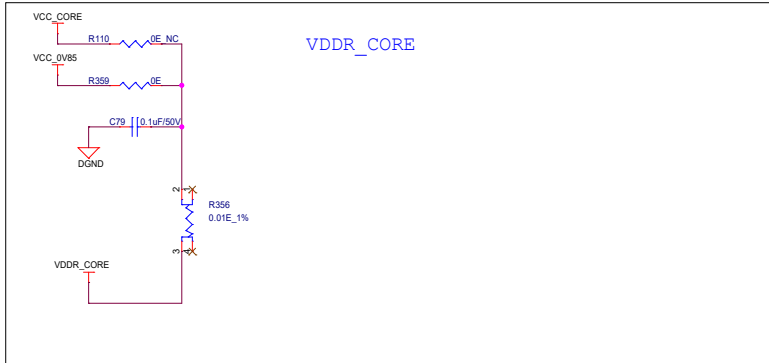 VCC_CORE
R110 0E_NC
VDDR_CORE
VCC_0V85
R359 0E
C79 0.1uF/50V
DGND
2 1
R356
0.01E_1%
3 4
VDDR_CORE